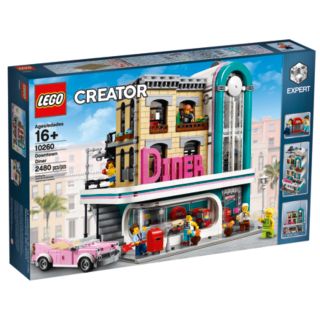 LEGO
CREATOR
EXPERT
Ages/edades
16+
10260
Downtown
Diner
2480 pcs/pzs
DINER